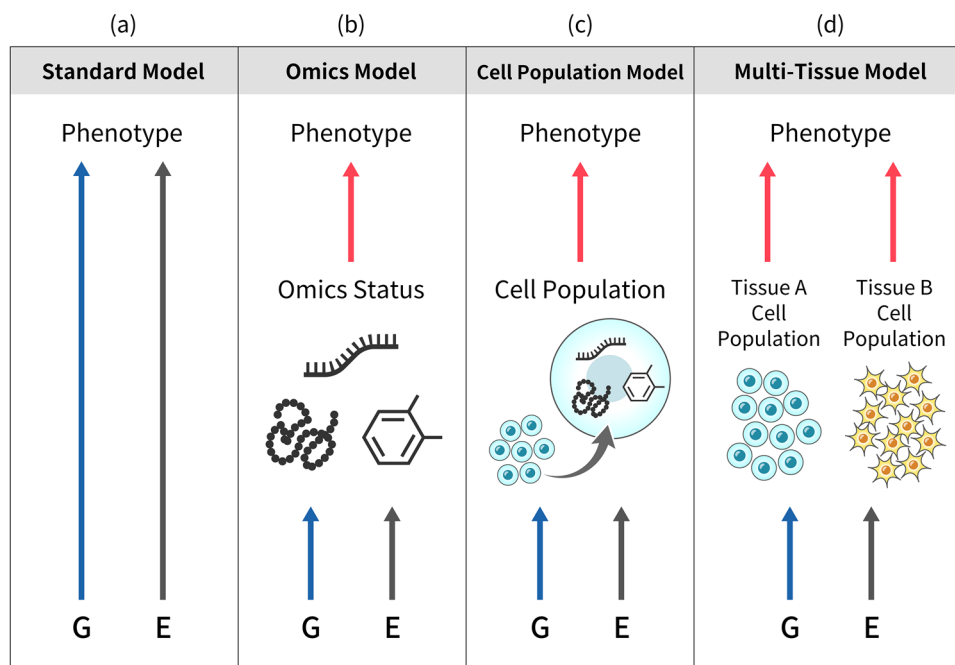 (a)
(b)
(c)
(d)
Standard Model
Omics Model
Cell Population Model
Multi-Tissue Model
Phenotype
Phenotype
Phenotype
Phenotype
Omics Status
Cell Population
Tissue A
Cell
Population
Tissue B
Cell
Population
G
E
G
E
G
E
G
E